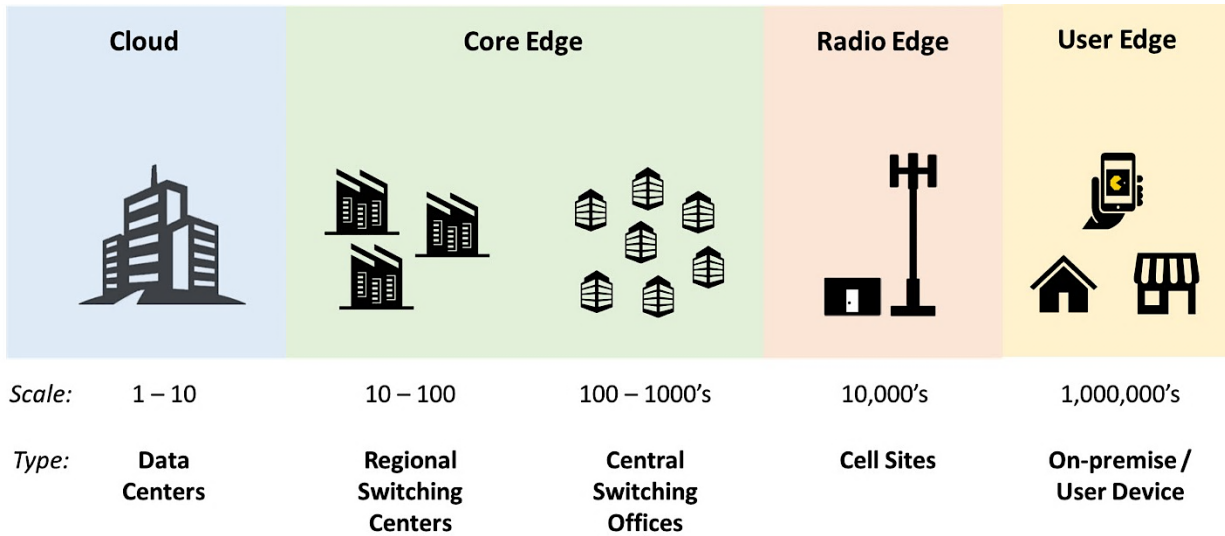 Cloud
Core Edge
Radio Edge
User Edge
Scale:
1 – 10
10 – 100
100 – 1000’s
10,000’s
1,000,000’s
Type:
Data
Centers
Regional
Switching
Centers
Central
Switching
Offices
Cell Sites
On-premise /
User Device